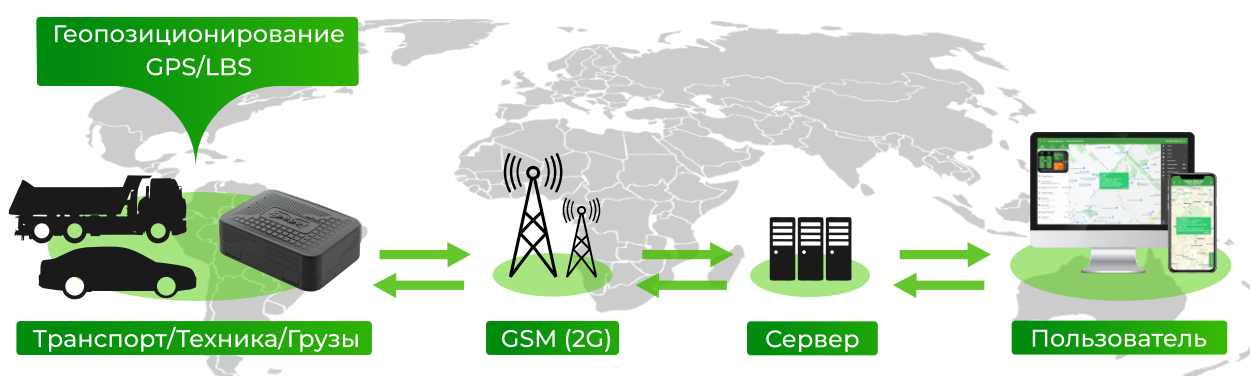 Геопозиционирование
GPS/LBS
Транспорт/Техника/Грузы
GSM (2G)
Сервер
Пользователь